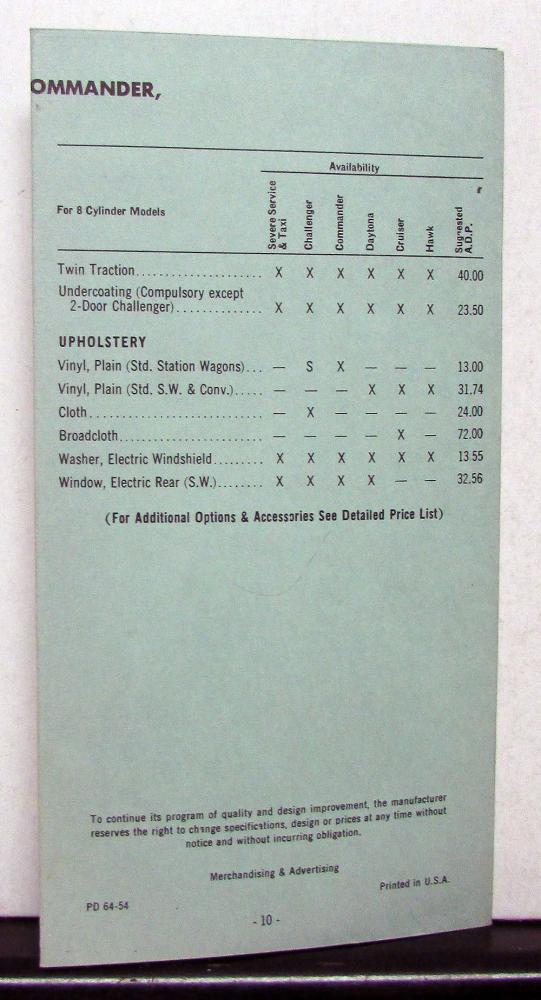 OMMANDER,
Availability
For 8 Cylinder Models
Severe Service & Taxi
Challenger
Commander
Daytona
Cruiser
Hawk
Suggested A.D.P.
Twin Traction..................... X X X X X X 40.00
Undercoating (Compulsory except
2-Door Challenger).............. X X X X X X 23.50
UPHOLSTERY
Vinyl, Plain (Std. Station Wagons)... — S X — — — 13.00
Vinyl, Plain (Std. S.W. & Conv.)..... — — — X X X 31.74
Cloth............................ — X — — — — 24.00
Broadcloth....................... — — — — X — 72.00
Washer, Electric Windshield......... X X X X X X 13.55
Window, Electric Rear (S.W.)........ X X X X — — 32.56
(For Additional Options & Accessories See Detailed Price List)
To continue its program of quality and design improvement, the manufacturer
reserves the right to change specifications, design or prices at any time without
notice and without incurring obligation.
Merchandising & Advertising
Printed in U.S.A.
PD 64-54
- 10 -